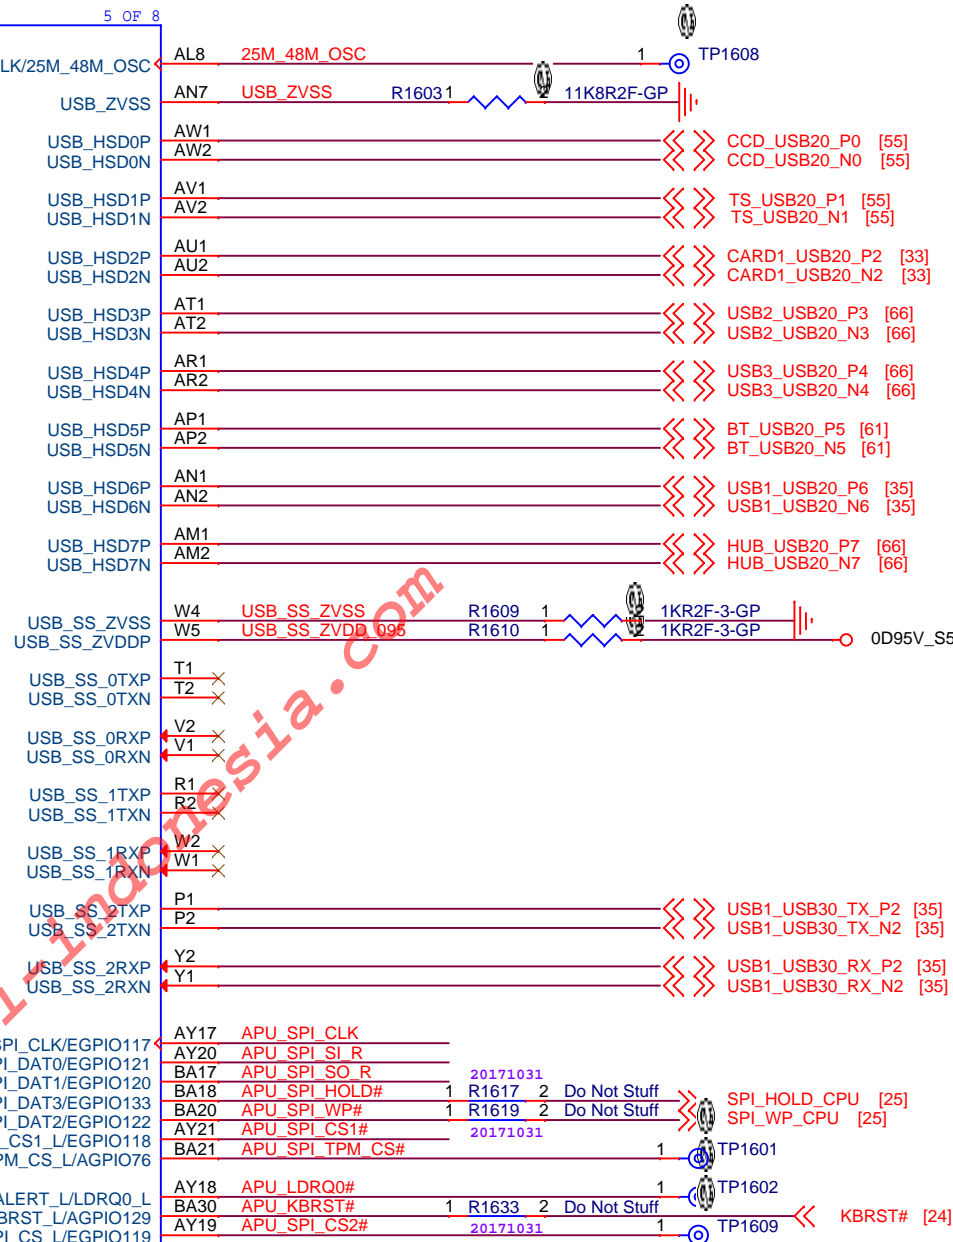 5 OF 8
LK/25M_48M_OSC AL8 25M_48M_OSC 1 TP1608
USB_ZVSS AN7 USB_ZVSS R1603 1 2 11K8R2F-GP
USB_HSD0P AW1 CCD_USB20_P0 [55]
USB_HSD0N AW2 CCD_USB20_N0 [55]
USB_HSD1P AV1 TS_USB20_P1 [55]
USB_HSD1N AV2 TS_USB20_N1 [55]
USB_HSD2P AU1 CARD1_USB20_P2 [33]
USB_HSD2N AU2 CARD1_USB20_N2 [33]
USB_HSD3P AT1 USB2_USB20_P3 [66]
USB_HSD3N AT2 USB2_USB20_N3 [66]
USB_HSD4P AR1 USB3_USB20_P4 [66]
USB_HSD4N AR2 USB3_USB20_N4 [66]
USB_HSD5P AP1 BT_USB20_P5 [61]
USB_HSD5N AP2 BT_USB20_N5 [61]
USB_HSD6P AN1 USB1_USB20_P6 [35]
USB_HSD6N AN2 USB1_USB20_N6 [35]
USB_HSD7P AM1 HUB_USB20_P7 [66]
USB_HSD7N AM2 HUB_USB20_N7 [66]
USB_SS_ZVSS W4 USB_SS_ZVSS R1609 1 1KR2F-3-GP
USB_SS_ZVDDP W5 USB_SS_ZVDD_095 R1610 1 2 1KR2F-3-GP 0D95V_S5
USB_SS_0TXP T1
USB_SS_0TXN T2
USB_SS_0RXP V2
USB_SS_0RXN V1
USB_SS_1TXP R1
USB_SS_1TXN R2
USB_SS_1RXP W2
USB_SS_1RXN W1
USB_SS_2TXP P1 USB1_USB30_TX_P2 [35]
USB_SS_2TXN P2 USB1_USB30_TX_N2 [35]
USB_SS_2RXP Y2 USB1_USB30_RX_P2 [35]
USB_SS_2RXN Y1 USB1_USB30_RX_N2 [35]
SPI_CLK/EGPIO117 AY17 APU_SPI_CLK
PI_DAT0/EGPIO121 AY20 APU_SPI_SI_R
PI_DAT1/EGPIO120 BA17 APU_SPI_SO_R 20171031
PI_DAT3/EGPIO133 BA18 APU_SPI_HOLD# 1 R1617 2 Do Not Stuff SPI_HOLD_CPU [25]
PI_DAT2/EGPIO122 BA20 APU_SPI_WP# 1 R1619 2 Do Not Stuff SPI_WP_CPU [25]
_CS1_L/EGPIO118 AY21 APU_SPI_CS1# 20171031
PM_CS_L/AGPIO76 BA21 APU_SPI_TPM_CS# 1 TP1601
ALERT_L/LDRQ0_L AY18 APU_LDRQ0# 1 TP1602
BRST_L/AGPIO129 BA30 APU_KBRST# 1 R1633 2 Do Not Stuff KBRST# [24]
PI_CS_L/EGPIO119 AY19 APU_SPI_CS2# 20171031 1 TP1609
i-indonesia.com